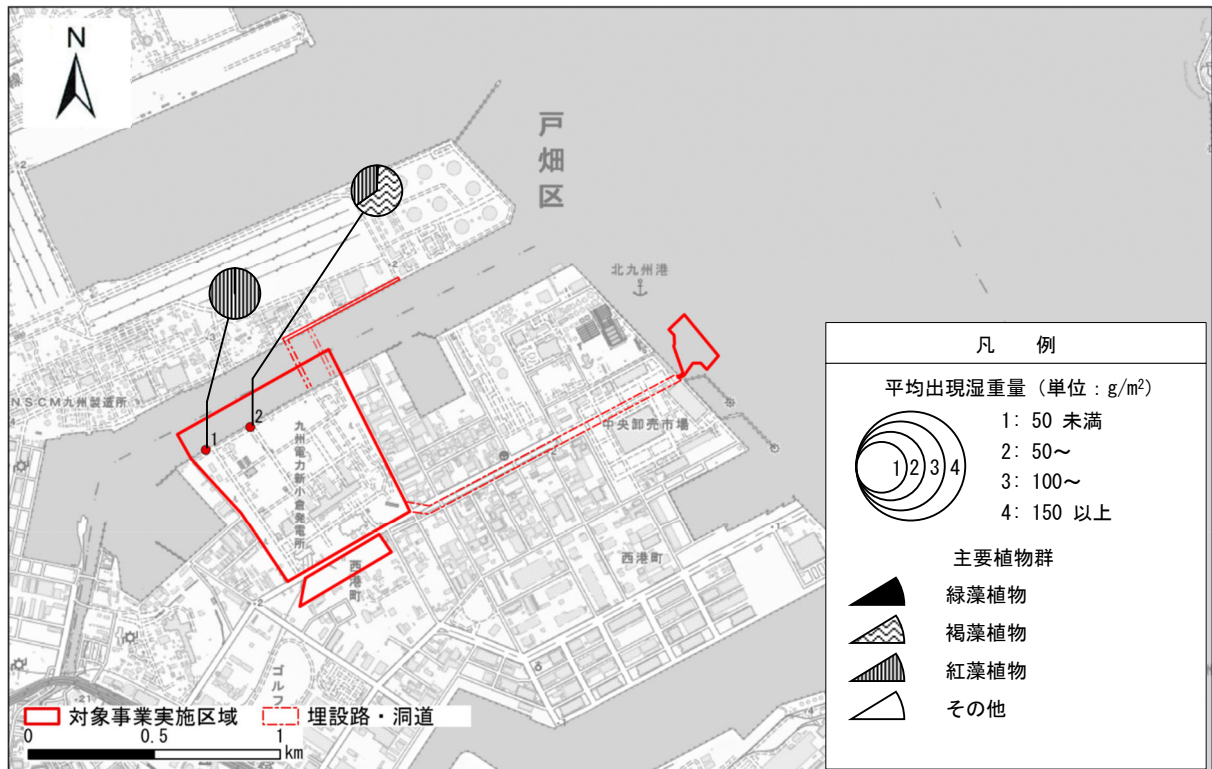 N
戸
畑
区
北九州港
NSCM九州製造所
1
2
九州電力新小倉発電所
中央卸売市場
西港町
西港町
ゴルフ
-2
-2
-2
-2
-21
対象事業実施区域
埋設路・洞道
0 0.5 1
km
凡 例
平均出現湿重量 (単位：g/m²)
1 2 3 4
1: 50 未満
2: 50～
3: 100～
4: 150 以上
主要植物群
緑藻植物
褐藻植物
紅藻植物
その他